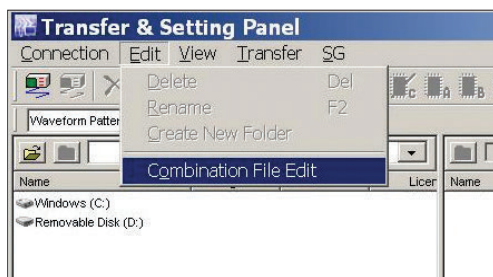 Transfer & Setting Panel
Connection Edit View Transfer SG
Delete Del
Rename F2
Create New Folder
Combination File Edit
C A B
Waveform Patter
Name Licer Name
Windows (C:)
Removable Disk (D:)